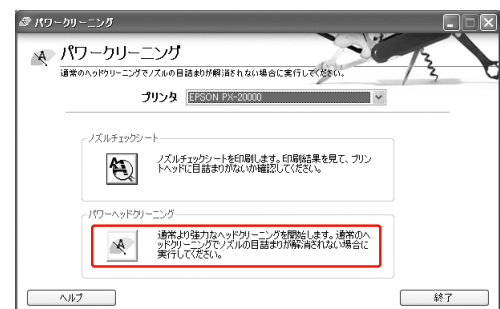 パワークリーニング
パワークリーニング
通常のヘッドクリーニングでノズルの目詰まりが解消されない場合に実行してください。
プリンタ EPSON PX-20000
ノズルチェックシート
ノズルチェックシートを印刷します。印刷結果を見て、プリン
トヘッドに目詰まりがないか確認してください。
パワーヘッドクリーニング
通常より強力なヘッドクリーニングを開始します。通常のヘ
ッドクリーニングでノズルの目詰まりが解消されない場合に
実行してください。
ヘルプ 終了